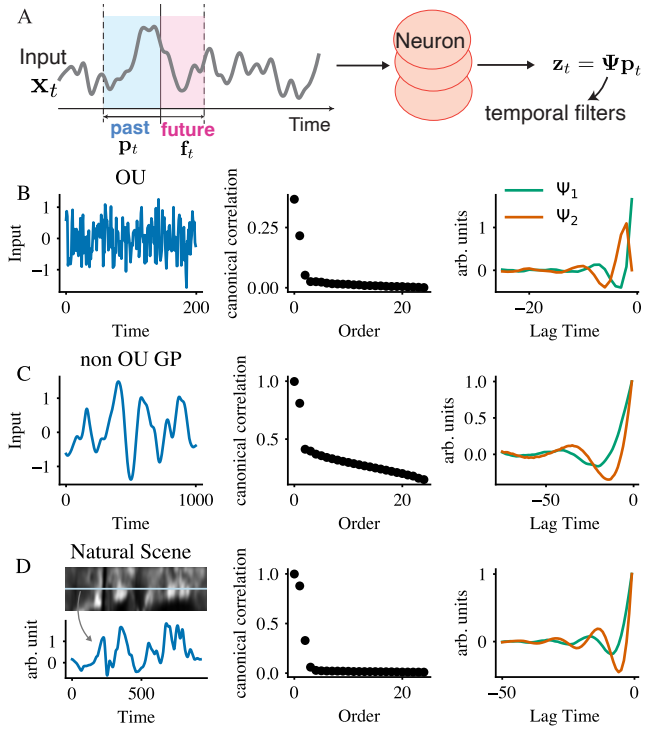 A
Input
x_t
past
future
Time
p_t
f_t
Neuron
z_t = Ψp_t
temporal filters
B
OU
Input
1
0
−1
0
200
Time
canonical correlation
0.25
0.00
0
20
Order
Ψ1
Ψ2
arb. units
1
0
−20
0
Lag Time
C
non OU GP
Input
1
0
−1
0
1000
Time
canonical correlation
1.0
0.5
0
20
Order
arb. units
1.0
0.5
0.0
−50
0
Lag Time
D
Natural Scene
arb. unit
1
0
0
500
Time
canonical correlation
1.0
0.5
0.0
0
20
Order
arb. units
1
0
−50
0
Lag Time